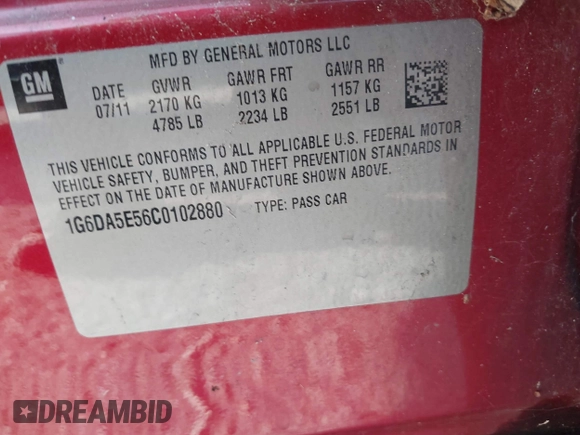 MFD BY GENERAL MOTORS LLC
GM
DATE GVWR GAWR FRT GAWR RR
07/11 2170 KG 1013 KG 1157 KG
4785 LB 2234 LB 2551 LB
THIS VEHICLE CONFORMS TO ALL APPLICABLE U.S. FEDERAL MOTOR
VEHICLE SAFETY, BUMPER, AND THEFT PREVENTION STANDARDS IN
EFFECT ON THE DATE OF MANUFACTURE SHOWN ABOVE.
1G6DA5E56C0102880 TYPE: PASS CAR
DREAMBID